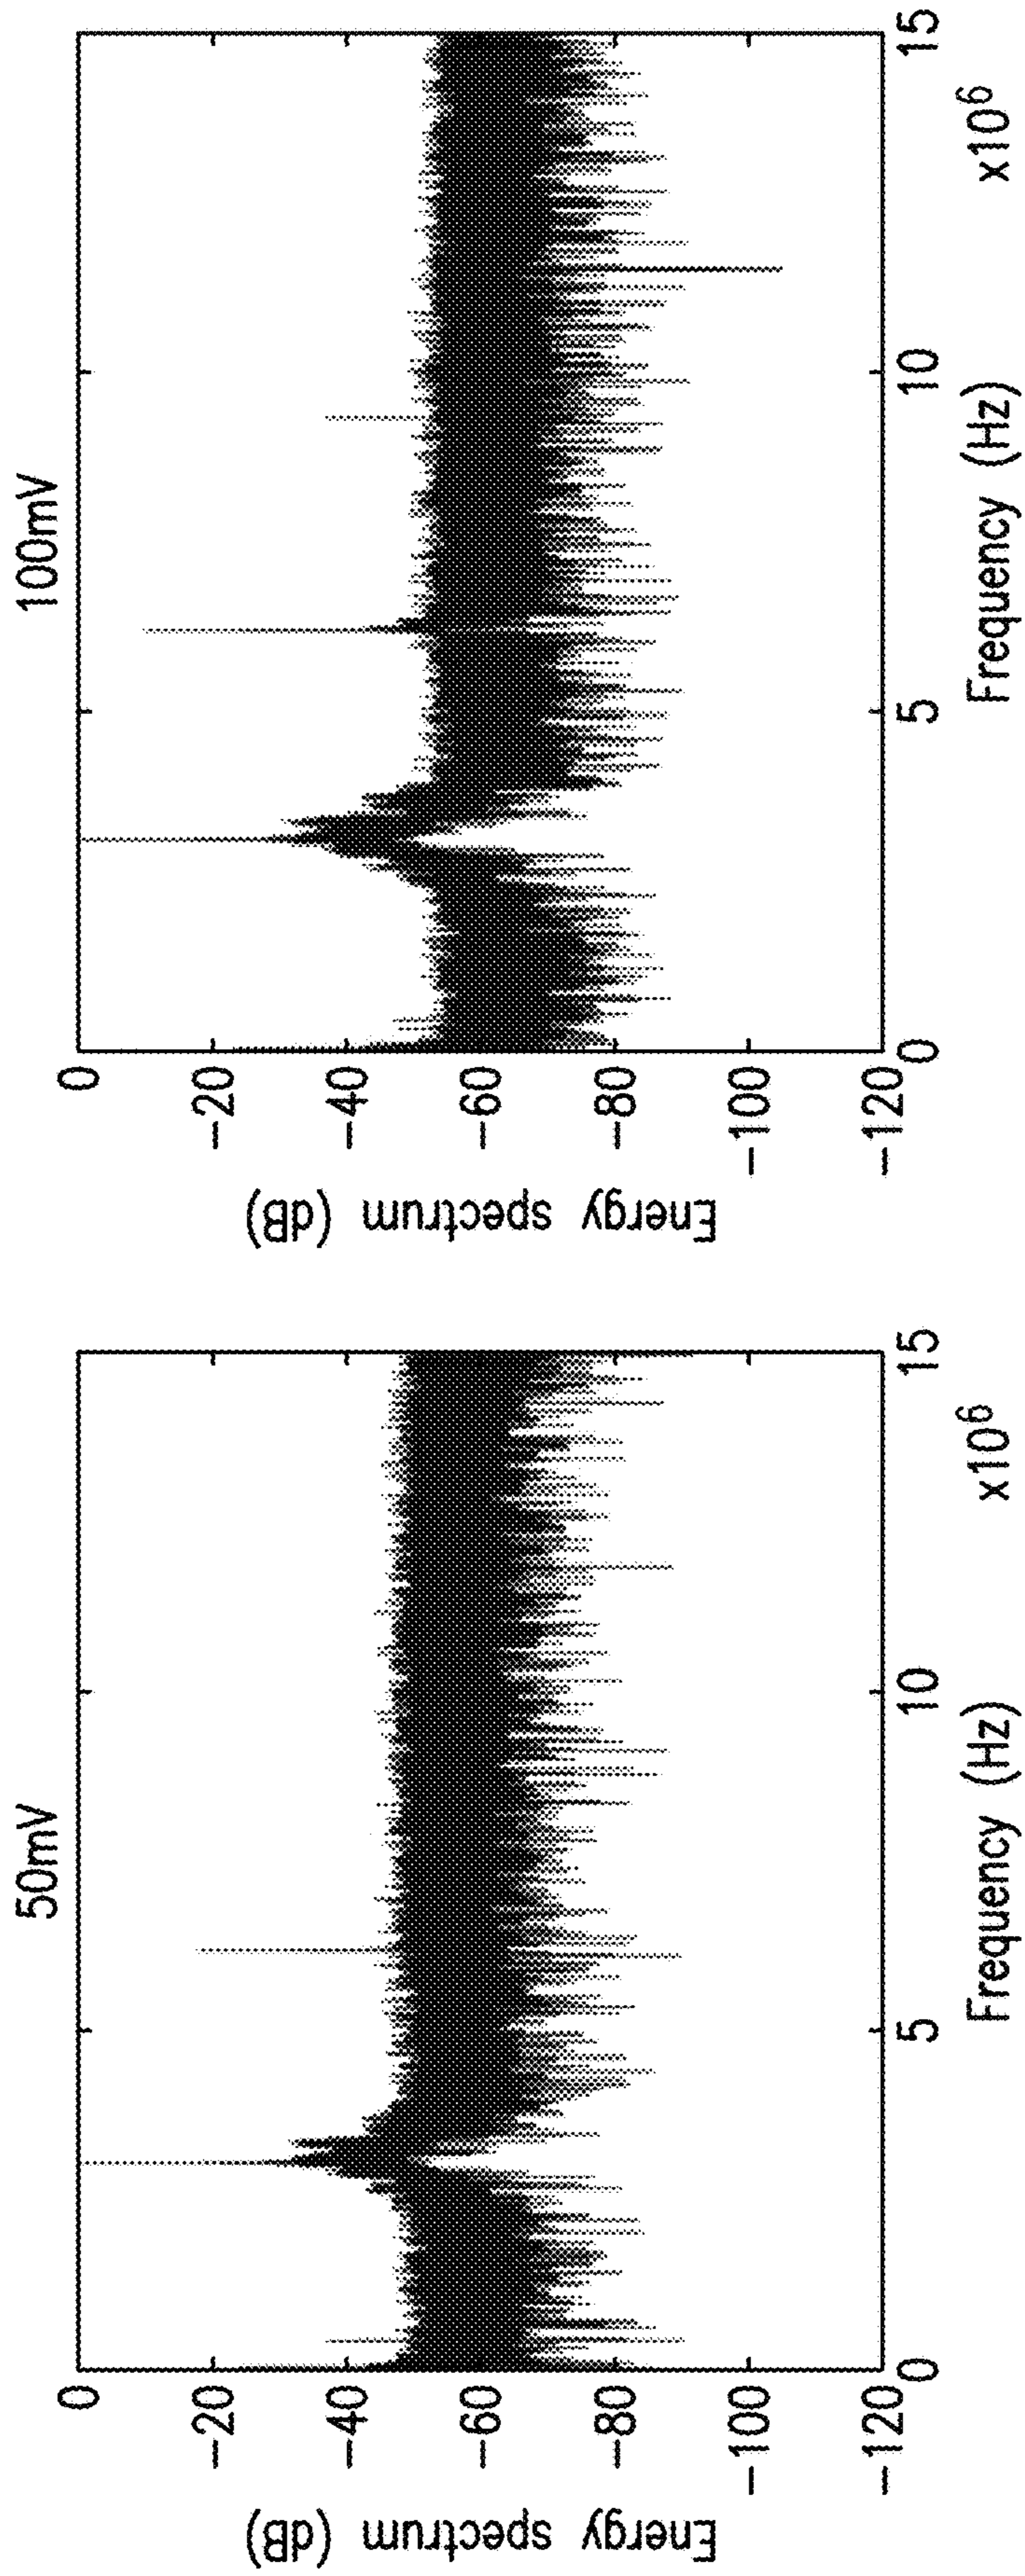 50mV
Energy spectrum (dB)
0
−20
−40
−60
−80
−100
−120
0
5
10
15
x10⁶
Frequency (Hz)
100mV
Energy spectrum (dB)
0
−20
−40
−60
−80
−100
−120
0
5
10
15
x10⁶
Frequency (Hz)